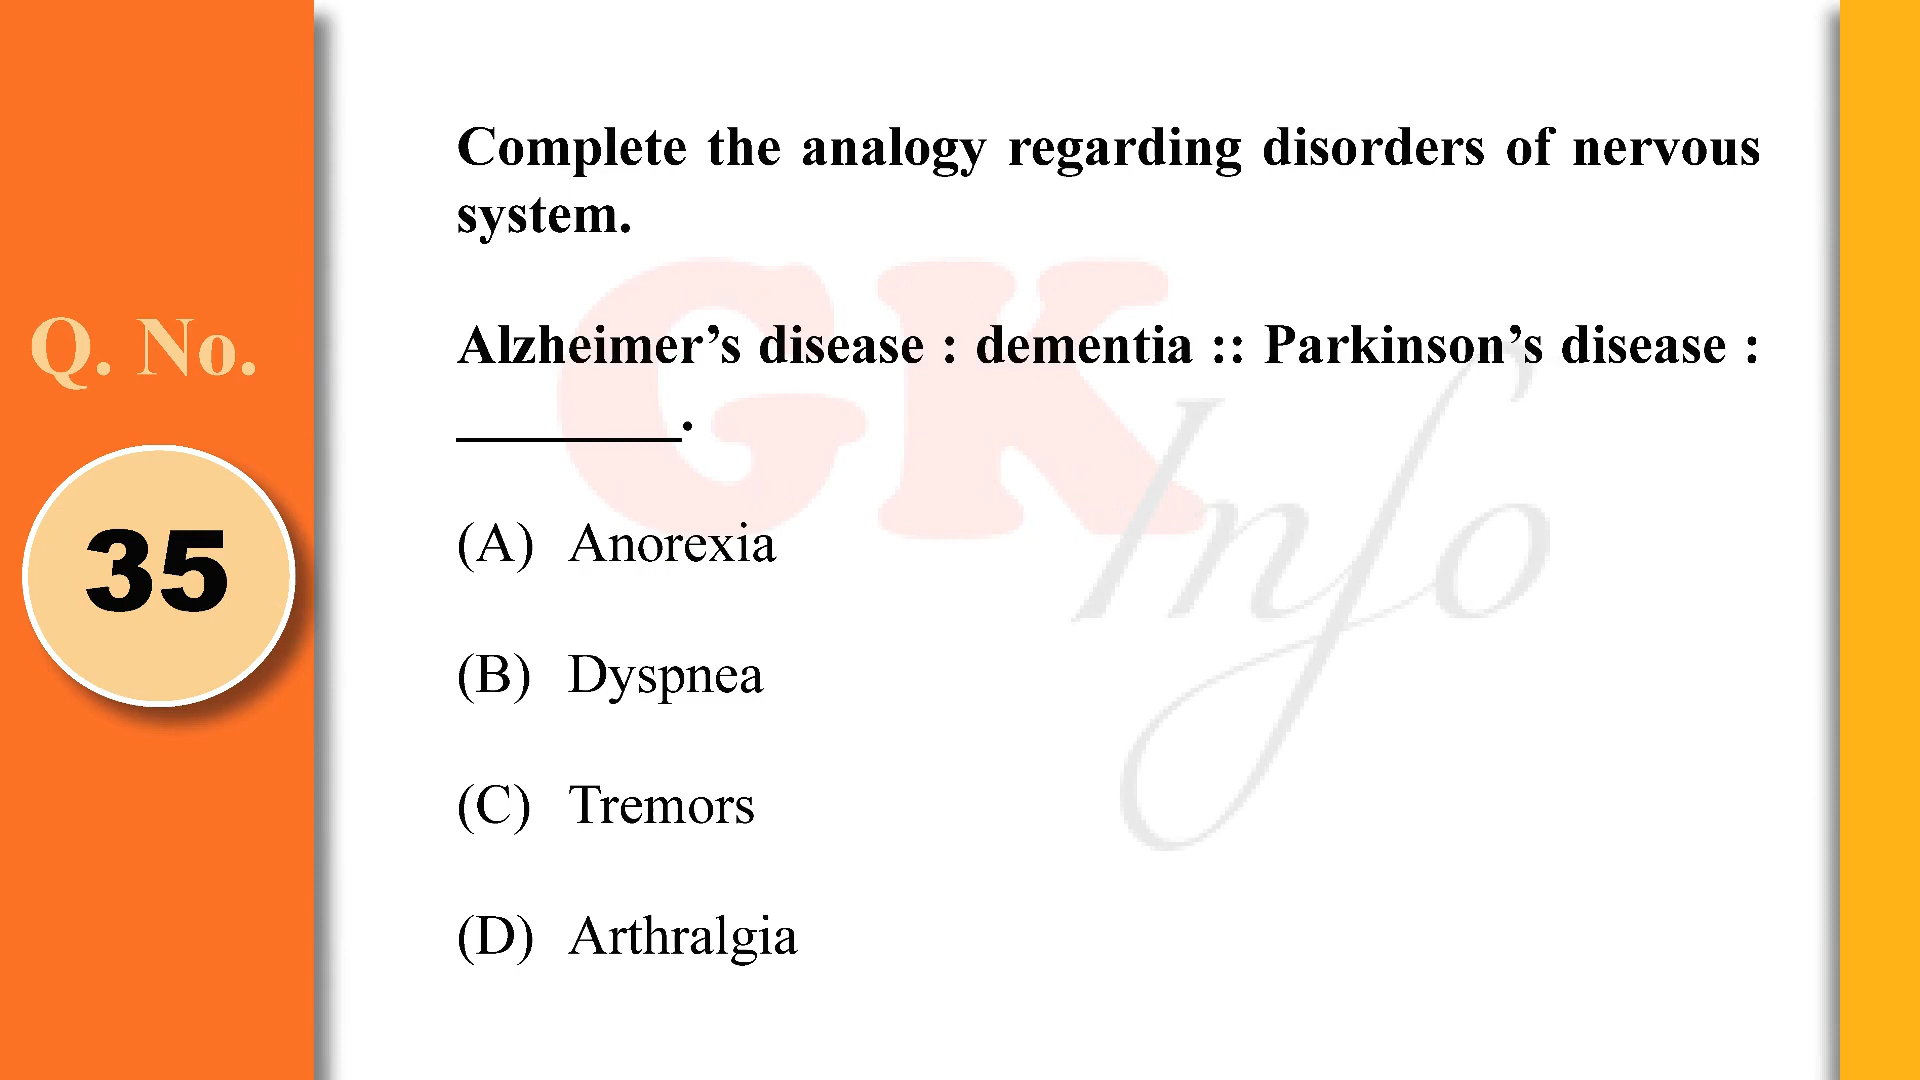 Complete the analogy regarding disorders of nervous
system.
Alzheimer’s disease : dementia :: Parkinson’s disease :
________.
Q. No.
35
(A) Anorexia
(B) Dyspnea
(C) Tremors
(D) Arthralgia
GK Info